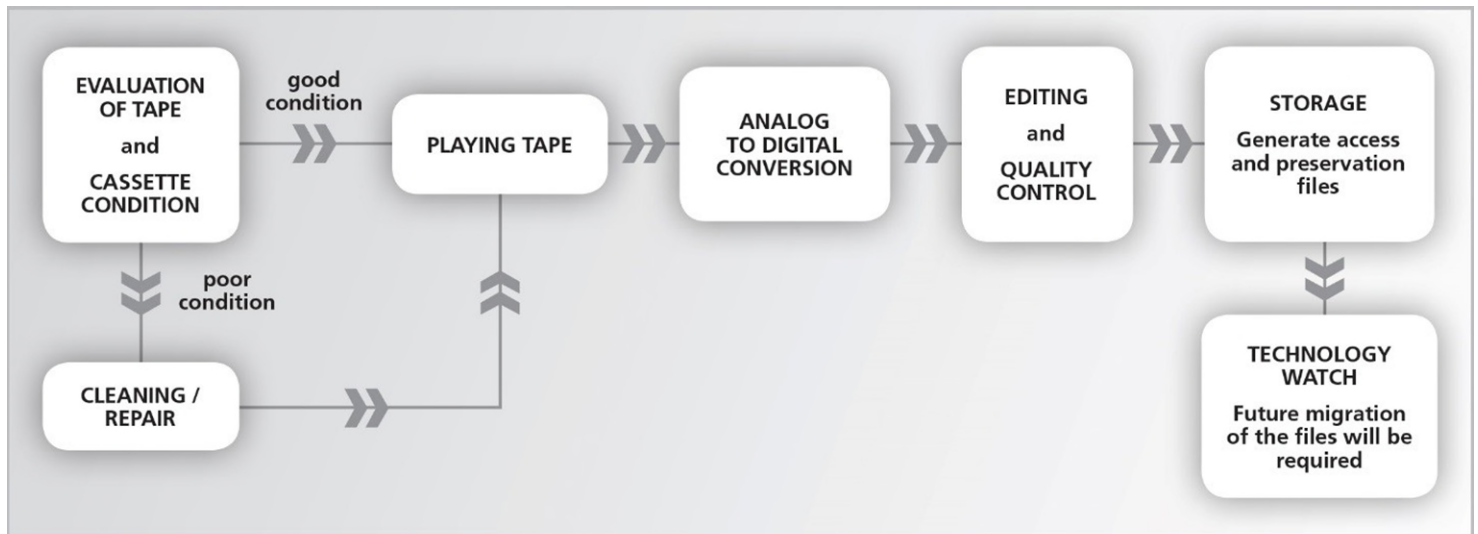 EVALUATION
OF TAPE
and
CASSETTE
CONDITION
good
condition
poor
condition
CLEANING /
REPAIR
PLAYING TAPE
ANALOG
TO DIGITAL
CONVERSION
EDITING
and
QUALITY
CONTROL
STORAGE
Generate access
and preservation
files
TECHNOLOGY
WATCH
Future migration
of the files will be
required